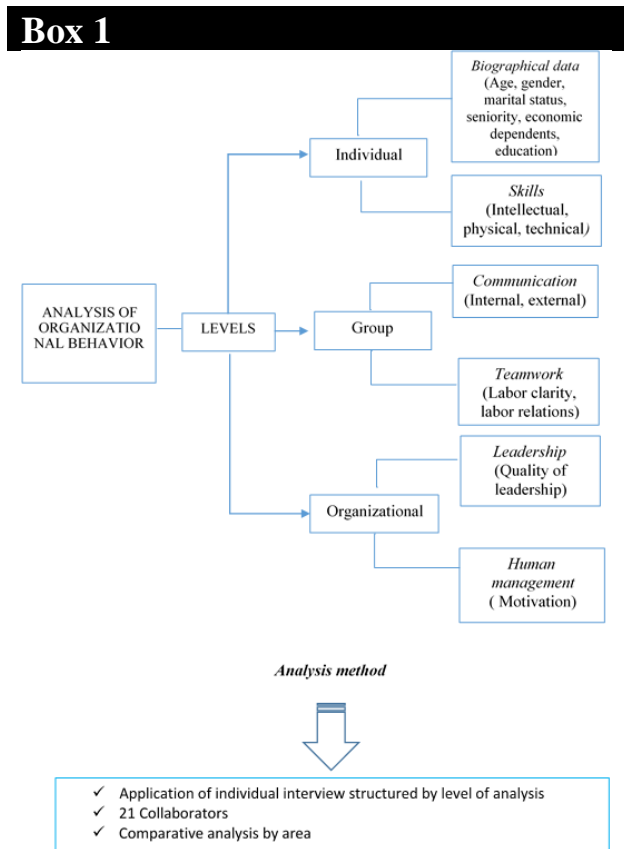 Box 1
Biographical data
(Age, gender,
marital status,
seniority, economic
dependents,
education)
Individual
Skills
(Intellectual,
physical, technical)
Communication
(Internal, external)
ANALYSIS OF
ORGANIZATIO
NAL BEHAVIOR
LEVELS
Group
Teamwork
(Labor clarity,
labor relations)
Leadership
(Quality of
leadership)
Organizational
Human
management
( Motivation)
Analysis method
✓ Application of individual interview structured by level of analysis
✓ 21 Collaborators
✓ Comparative analysis by area